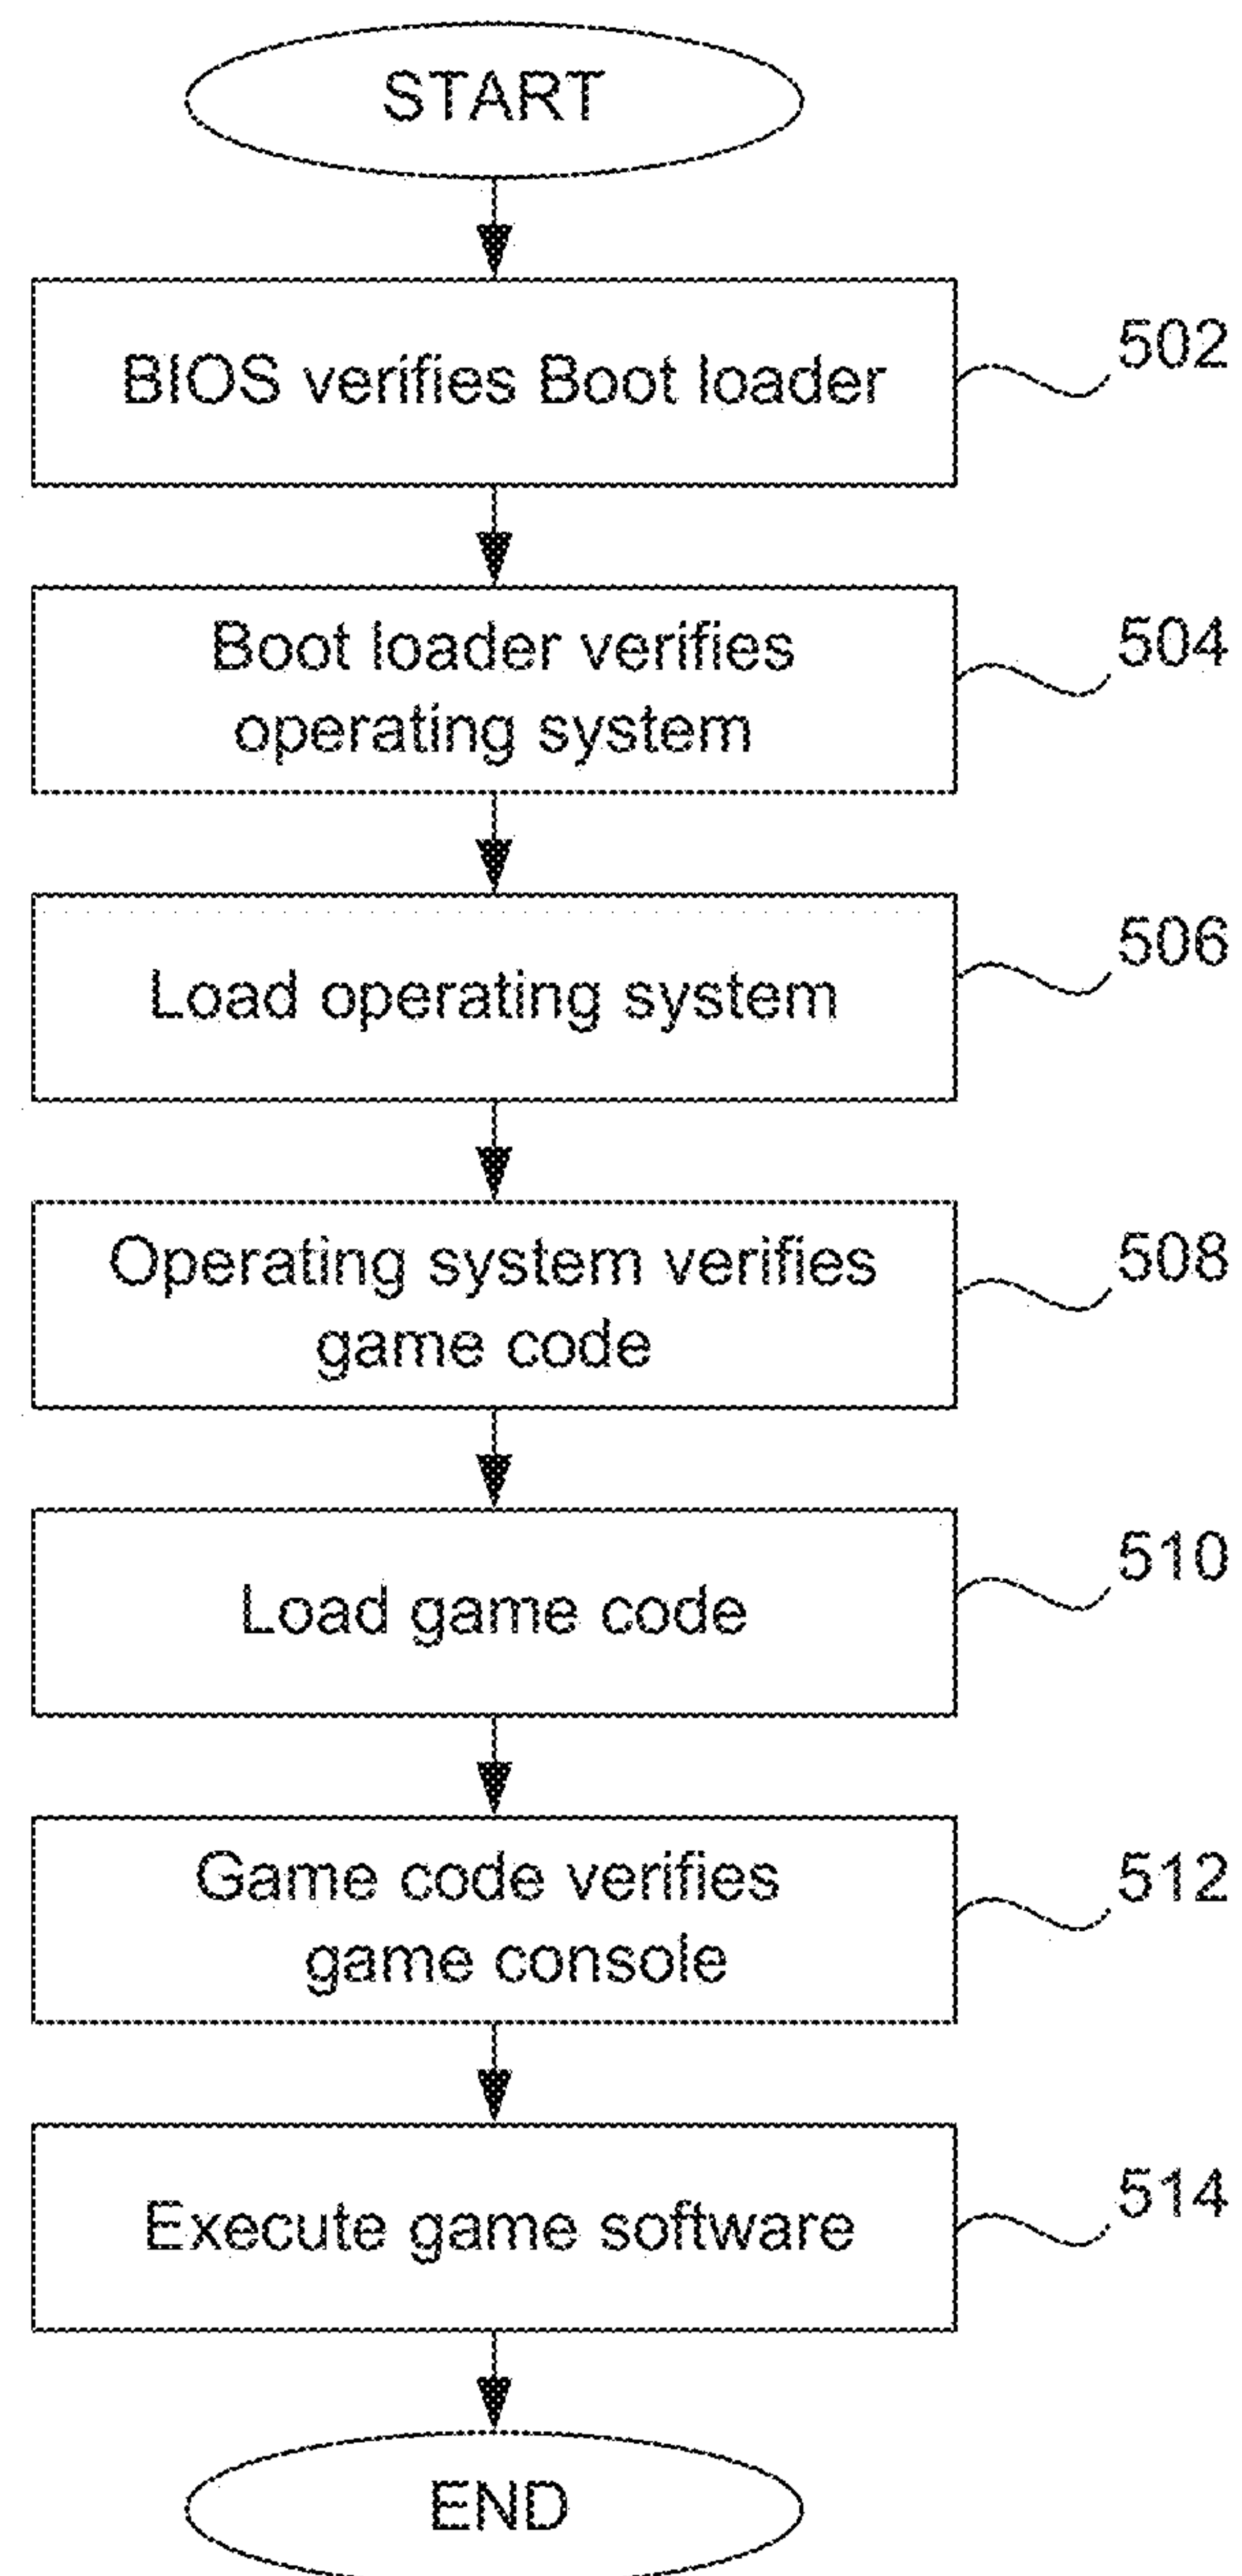 START
BIOS verifies Boot loader
502
Boot loader verifies
operating system
504
Load operating system
506
Operating system verifies
game code
508
Load game code
510
Game code verifies
game console
512
Execute game software
514
END